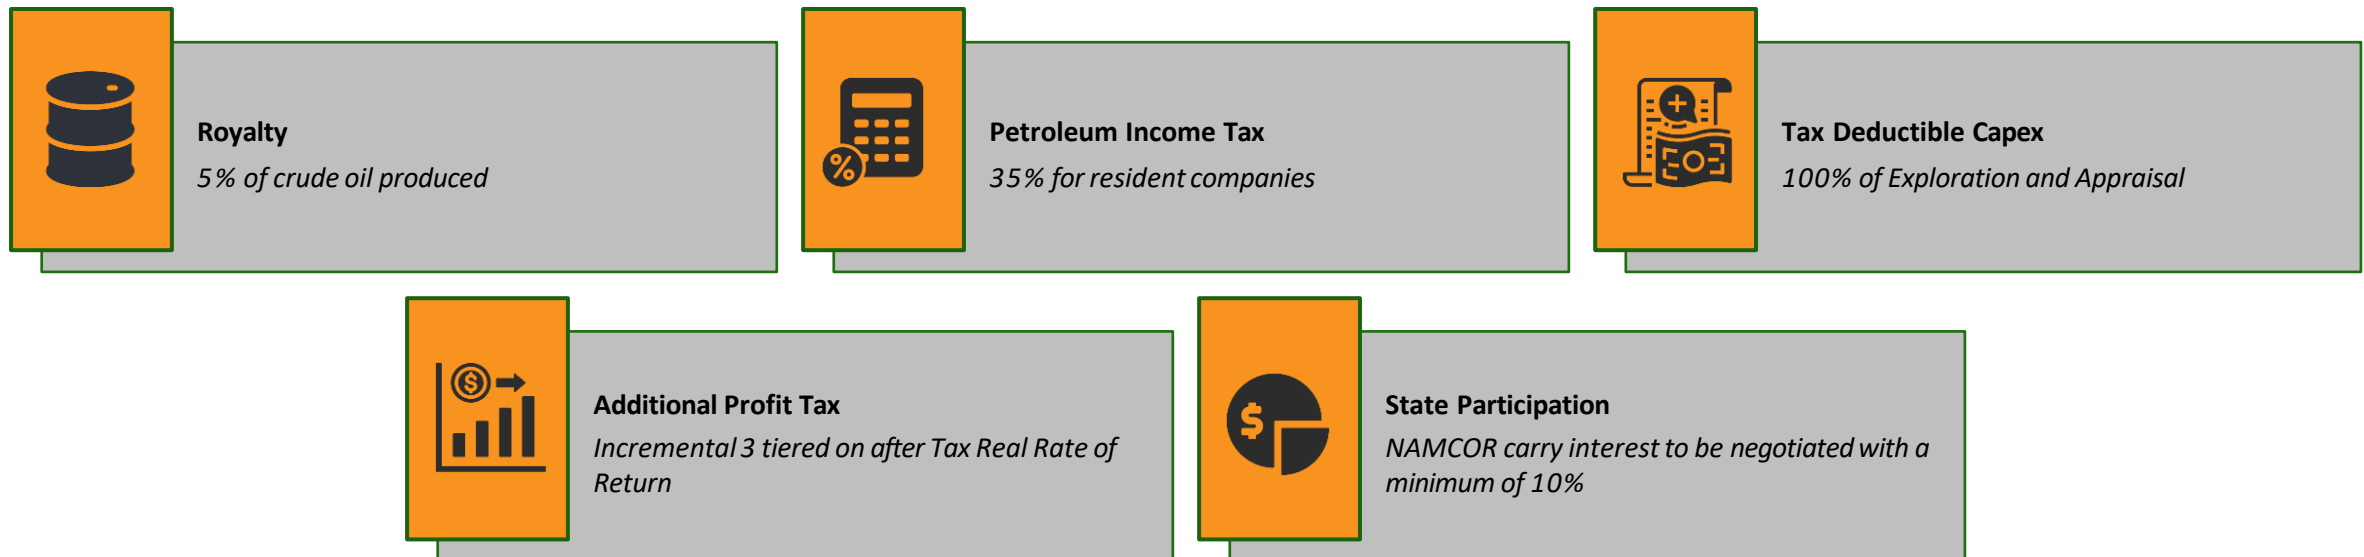 Royalty
5% of crude oil produced
Petroleum Income Tax
35% for resident companies
Tax Deductible Capex
100% of Exploration and Appraisal
Additional Profit Tax
Incremental 3 tiered on after Tax Real Rate of
Return
State Participation
NAMCOR carry interest to be negotiated with a
minimum of 10%